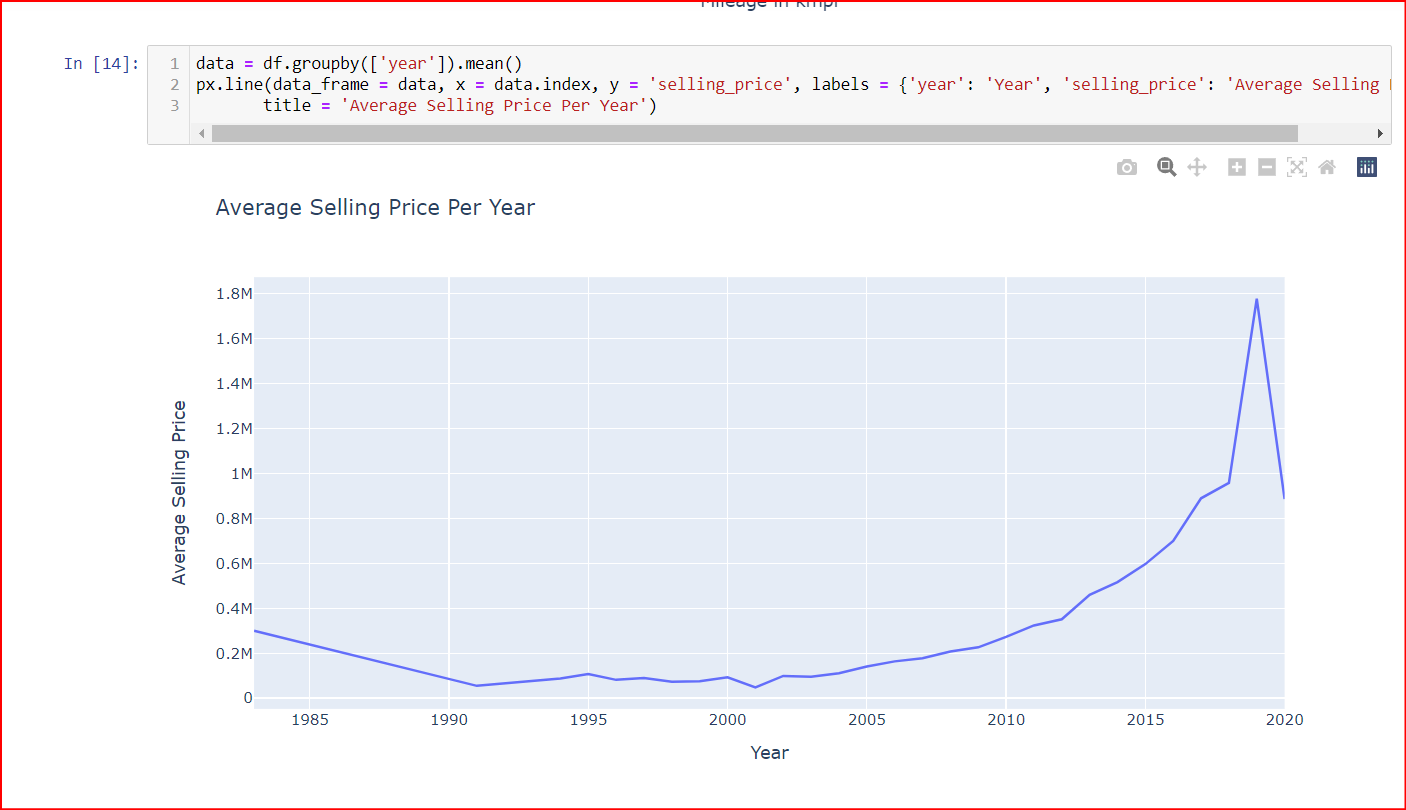 Mileage in kmpl
In [14]:
1 data = df.groupby(['year']).mean()
2 px.line(data_frame = data, x = data.index, y = 'selling_price', labels = {'year': 'Year', 'selling_price': 'Average Selling
3 title = 'Average Selling Price Per Year')
Average Selling Price Per Year
1.8M
1.6M
1.4M
1.2M
1M
0.8M
0.6M
0.4M
0.2M
0
Average Selling Price
1985 1990 1995 2000 2005 2010 2015 2020
Year